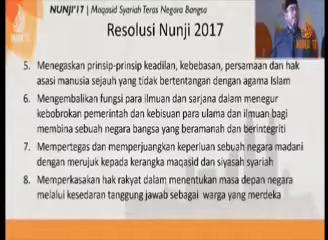 NUNJI'17 | Maqasid Syariah Teras Negara Bangsa
Resolusi Nunji 2017
5. Menegaskan prinsip-prinsip keadilan, kebebasan, persamaan dan hak
asasi manusia sejauh yang tidak bertentangan dengan agama Islam
6. Mengembalikan fungsi para ilmuan dan sarjana dalam menegur
kebobrokan pemerintah dan kebisuan para ulama dan ilmuan bagi
membina sebuah negara bangsa yang beramanah dan berintegriti
7. Mempertegas dan memperjuangkan keperluan sebuah negara madani
dengan merujuk kepada kerangka maqasid dan siyasah syariah
8. Memperkasakan hak rakyat dalam menentukan masa depan negara
melalui kesedaran tanggung jawab sebagai warga yang merdeka